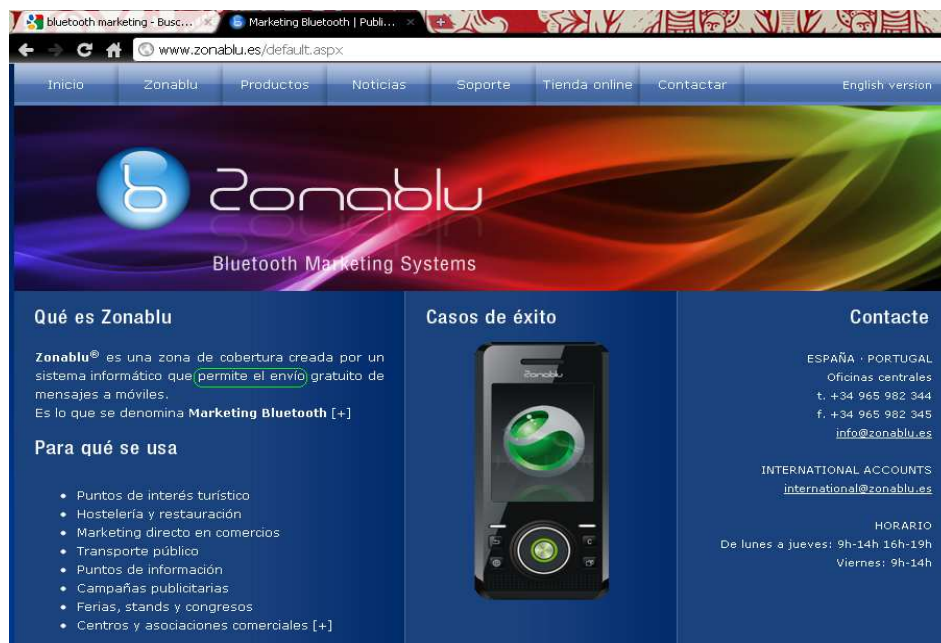 bluetooth marketing - Busc...
Marketing Bluetooth | Publi...
www.zonablu.es/default.aspx
Inicio Zonablu Productos Noticias Soporte Tienda online Contactar English version
b Zonablu
Bluetooth Marketing Systems
Qué es Zonablu
Zonablu® es una zona de cobertura creada por un
sistema informático que permite el envío gratuito de
mensajes a móviles.
Es lo que se denomina Marketing Bluetooth [+]
Para qué se usa
• Puntos de interés turístico
• Hostelería y restauración
• Marketing directo en comercios
• Transporte público
• Puntos de información
• Campañas publicitarias
• Ferias, stands y congresos
• Centros y asociaciones comerciales [+]
Casos de éxito
Zonablu
Contacte
ESPAÑA · PORTUGAL
Oficinas centrales
t. +34 965 982 344
f. +34 965 982 345
info@zonablu.es
INTERNATIONAL ACCOUNTS
international@zonablu.es
HORARIO
De lunes a jueves: 9h-14h 16h-19h
Viernes: 9h-14h